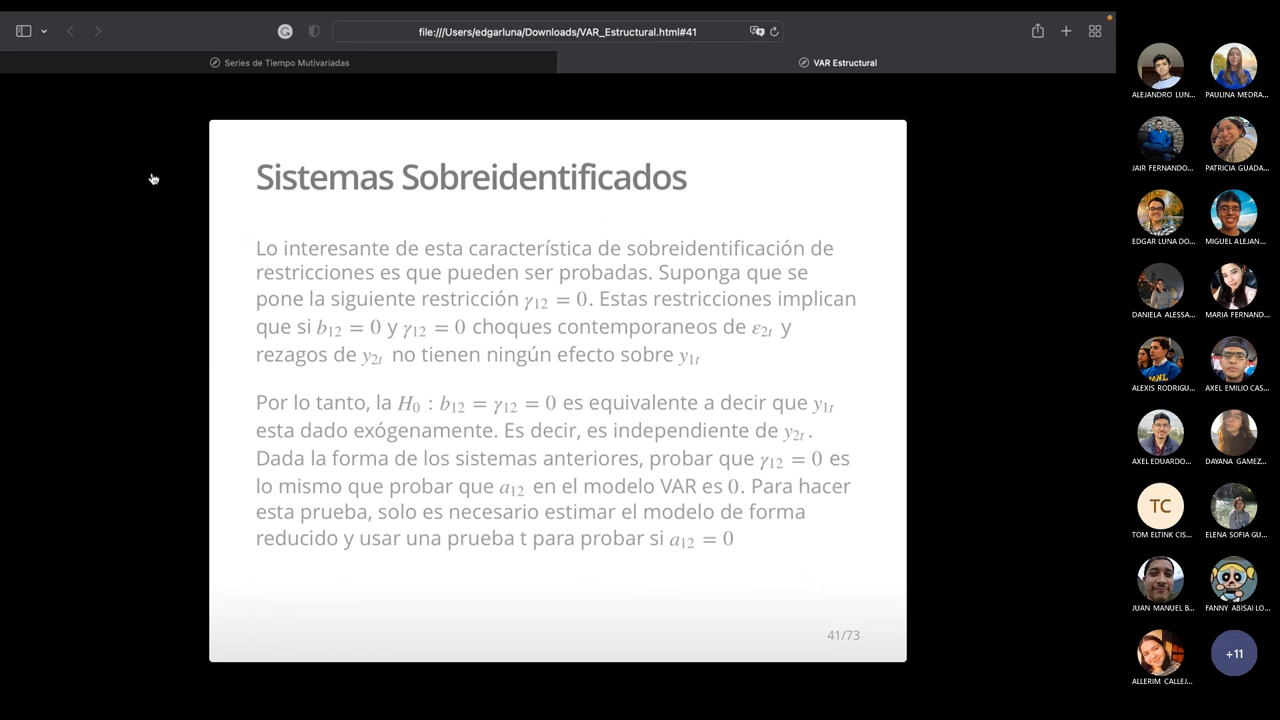 file:///Users/edgarluna/Downloads/VAR_Estructural.html#41
Series de Tiempo Mutivariadas
VAR Estructural
Sistemas Sobreidentificados
Lo interesante de esta característica de sobreidentificación de
restricciones es que pueden ser probadas. Suponga que se
pone la siguiente restricción γ₁₂ = 0. Estas restricciones implican
que si b₁₂ = 0 y γ₁₂ = 0 choques contemporaneos de ε₂ₜ y
rezagos de y₂ₜ no tienen ningún efecto sobre y₁ₜ
Por lo tanto, la H₀ : b₁₂ = γ₁₂ = 0 es equivalente a decir que y₁ₜ
esta dado exógenamente. Es decir, es independiente de y₂ₜ.
Dada la forma de los sistemas anteriores, probar que γ₁₂ = 0 es
lo mismo que probar que a₁₂ en el modelo VAR es 0. Para hacer
esta prueba, solo es necesario estimar el modelo de forma
reducido y usar una prueba t para probar si a₁₂ = 0
41/73
ALEJANDRO LUN...
PAULINA MEDRA...
JAIR FERNANDO...
PATRICIA GUADA...
EDGAR LUNA DO...
MIGUEL ALEJAN...
DANIELA ALESSA...
MARIA FERNAND...
ALEXIS RODRIGU...
AXEL EMILIO CAS...
AXEL EDUARDO...
DAYANA GAMEZ...
TC
TOM ELTINK CIS...
ELENA SOFIA GU...
JUAN MANUEL B...
FANNY ABISAI LO...
ALLERIM CALLEJ...
+11